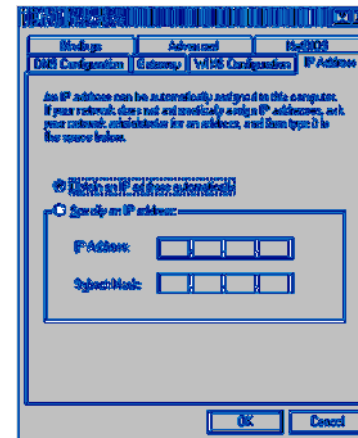 Bindings Advanced NetBIOS
DNS Configuration Gateway WINS Configuration IP Address
An IP address can be automatically assigned to this computer.
If your network does not automatically assign IP addresses, ask
your network administrator for an address, and then type it in
the space below.
Obtain an IP address automatically
Specify an IP address:
IP Address:
Subnet Mask:
OK Cancel